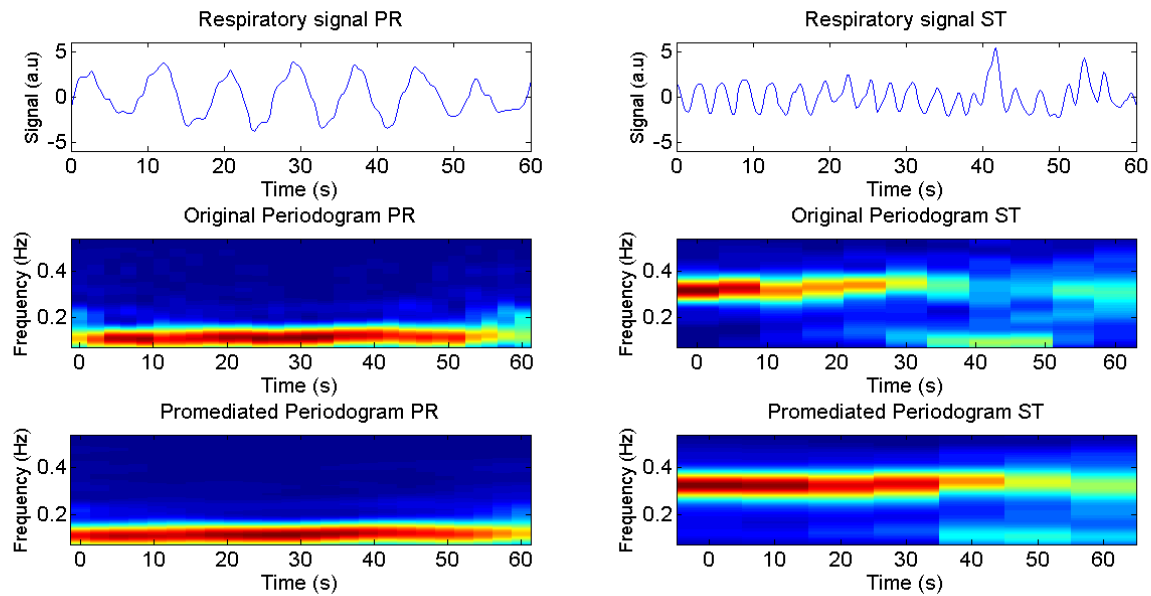 Respiratory signal PR
Signal (a.u)
5
0
−5
0 10 20 30 40 50 60
Time (s)
Respiratory signal ST
Signal (a.u)
5
0
−5
0 10 20 30 40 50 60
Time (s)
Original Periodogram PR
Frequency (Hz)
0.4
0.2
0 10 20 30 40 50 60
Time (s)
Original Periodogram ST
Frequency (Hz)
0.4
0.2
0 10 20 30 40 50 60
Time (s)
Promediated Periodogram PR
Frequency (Hz)
0.4
0.2
0 10 20 30 40 50 60
Time (s)
Promediated Periodogram ST
Frequency (Hz)
0.4
0.2
0 10 20 30 40 50 60
Time (s)